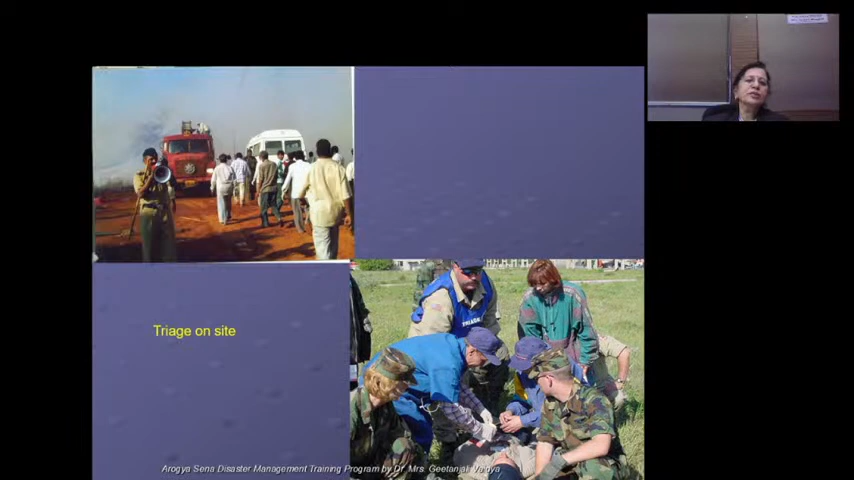 Triage on site
Arogya Sena Disaster Management Training Program by Dr. Mrs. Geetanjali Vaidya